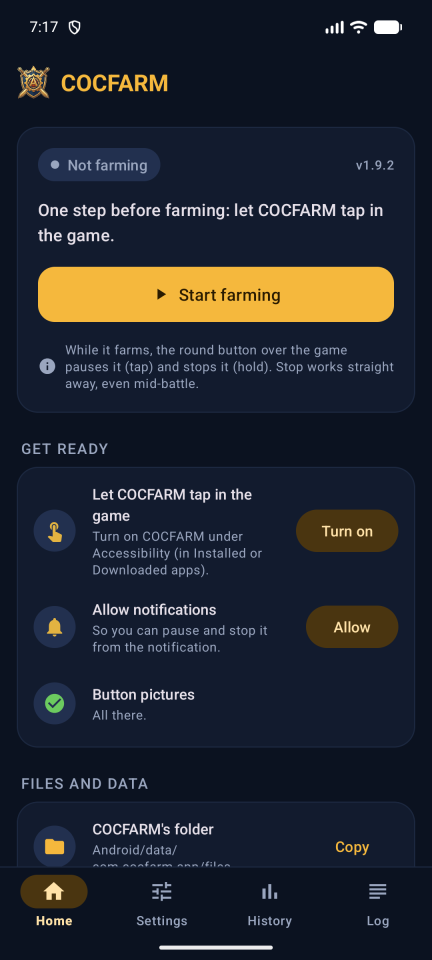 7:17
COCFARM
Not farming
v1.9.2
One step before farming: let COCFARM tap in
the game.
Start farming
While it farms, the round button over the game
pauses it (tap) and stops it (hold). Stop works straight
away, even mid-battle.
GET READY
Let COCFARM tap in the
game
Turn on COCFARM under
Accessibility (in Installed or
Downloaded apps).
Turn on
Allow notifications
So you can pause and stop it
from the notification.
Allow
Button pictures
All there.
FILES AND DATA
COCFARM's folder
Android/data/
com.cocfarm.app/files
Copy
Home
Settings
History
Log